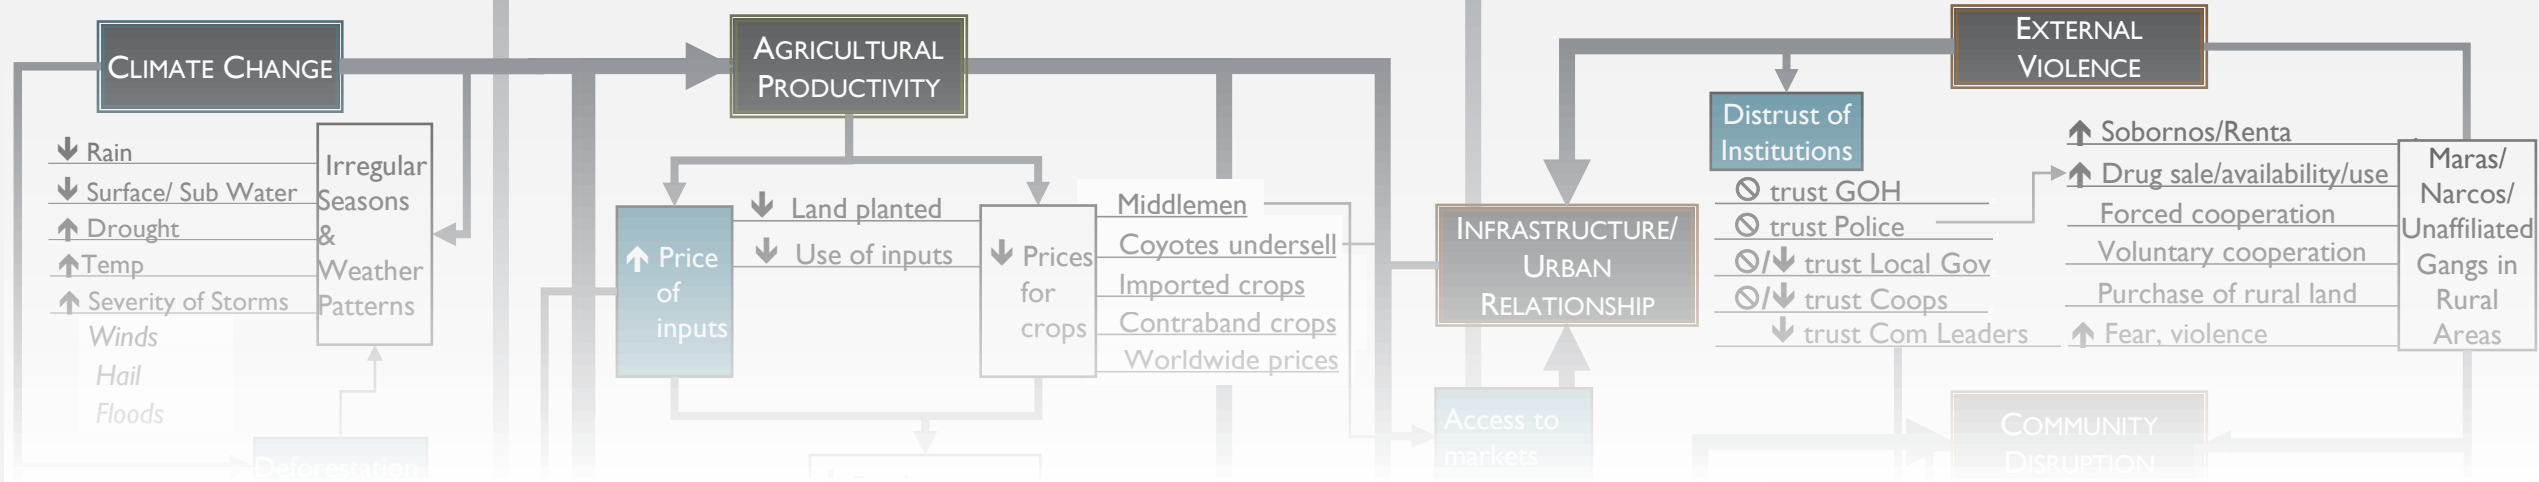 CLIMATE CHANGE
↓ Rain
↓ Surface/ Sub Water
↑ Drought
↑ Temp
↑ Severity of Storms
Winds
Hail
Floods
Irregular
Seasons
&
Weather
Patterns
Deforestation
AGRICULTURAL
PRODUCTIVITY
↑ Price
of
inputs
↓ Land planted
↓ Use of inputs
↓ Prices
for
crops
Middlemen
Coyotes undersell
Imported crops
Contraband crops
Worldwide prices
INFRASTRUCTURE/
URBAN
RELATIONSHIP
Access to
markets
EXTERNAL
VIOLENCE
Distrust of
Institutions
🛇 trust GOH
🛇 trust Police
🛇/↓ trust Local Gov
🛇/↓ trust Coops
↓ trust Com Leaders
↑ Sobornos/Renta
↑ Drug sale/availability/use
Forced cooperation
Voluntary cooperation
Purchase of rural land
↑ Fear, violence
Maras/
Narcos/
Unaffiliated
Gangs in
Rural
Areas
COMMUNITY
DISRUPTION